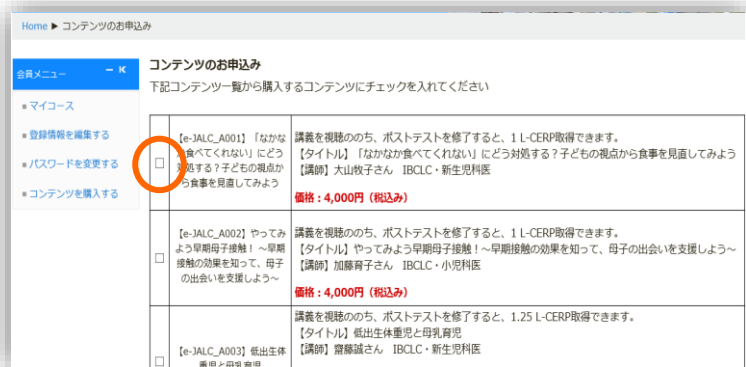 Home ▶ コンテンツのお申込み
会員メニュー
■ マイコース
■ 登録情報を編集する
■ パスワードを変更する
■ コンテンツを購入する
コンテンツのお申込み
下記コンテンツ一覧から購入するコンテンツにチェックを入れてください
【e-JALC_A001】「なかな
か食べてくれない」にどう
対処する？子どもの視点か
ら食事を見直してみよう
講義を視聴ののち、ポストテストを修了すると、1 L-CERP取得できます。
【タイトル】「なかなか食べてくれない」にどう対処する？子どもの視点から食事を見直してみよう
【講師】大山牧子さん IBCLC・新生児科医
価格：4,000円（税込み）
【e-JALC_A002】やってみ
よう早期母子接触！ ～早期
接触の効果を知って、母子
の出会いを支援しよう～
講義を視聴ののち、ポストテストを修了すると、1 L-CERP取得できます。
【タイトル】やってみよう早期母子接触！～早期接触の効果を知って、母子の出会いを支援しよう～
【講師】加藤育子さん IBCLC・小児科医
価格：4,000円（税込み）
【e-JALC_A003】低出生体
重児と母乳育児
講義を視聴ののち、ポストテストを修了すると、1.25 L-CERP取得できます。
【タイトル】低出生体重児と母乳育児
【講師】齋藤誠さん IBCLC・新生児科医